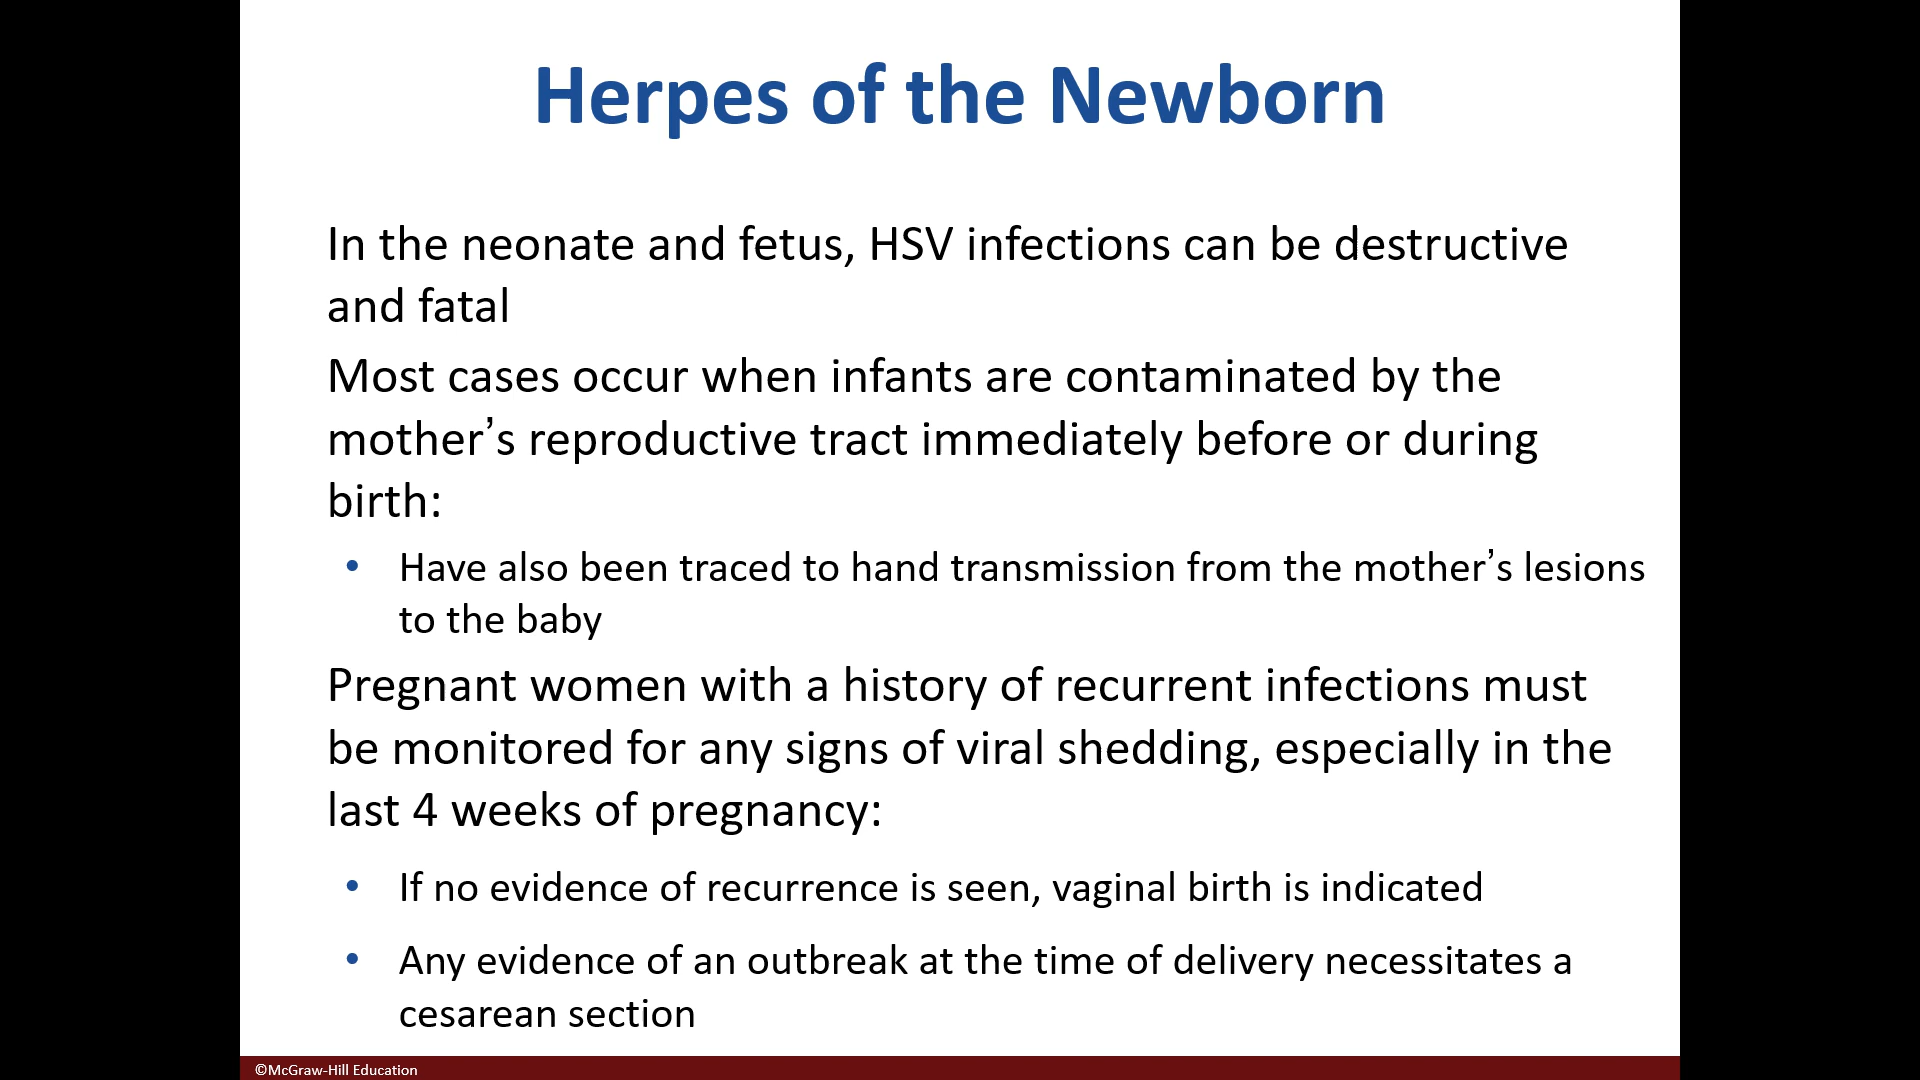 Herpes of the Newborn
In the neonate and fetus, HSV infections can be destructive
and fatal
Most cases occur when infants are contaminated by the
mother’s reproductive tract immediately before or during
birth:
• Have also been traced to hand transmission from the mother’s lesions
to the baby
Pregnant women with a history of recurrent infections must
be monitored for any signs of viral shedding, especially in the
last 4 weeks of pregnancy:
• If no evidence of recurrence is seen, vaginal birth is indicated
• Any evidence of an outbreak at the time of delivery necessitates a
cesarean section
©McGraw-Hill Education